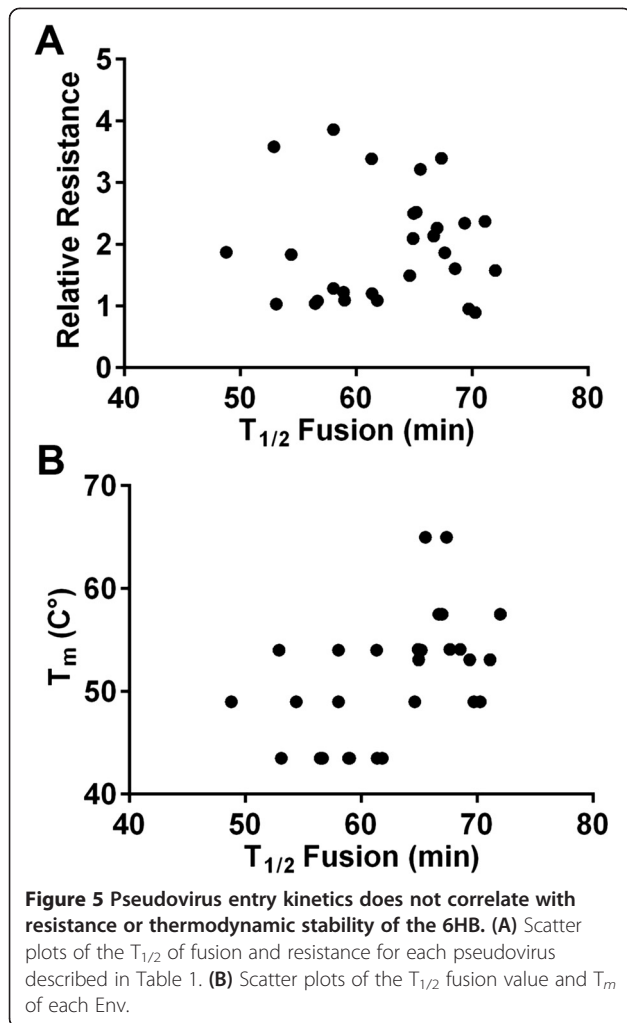 A
5
4
3
2
1
0
Relative Resistance
40 50 60 70 80
T1/2 Fusion (min)
B
70
60
50
40
Tm (C°)
40 50 60 70 80
T1/2 Fusion (min)
Figure 5 Pseudovirus entry kinetics does not correlate with
resistance or thermodynamic stability of the 6HB. (A) Scatter
plots of the T1/2 of fusion and resistance for each pseudovirus
described in Table 1. (B) Scatter plots of the T1/2 fusion value and Tm
of each Env.